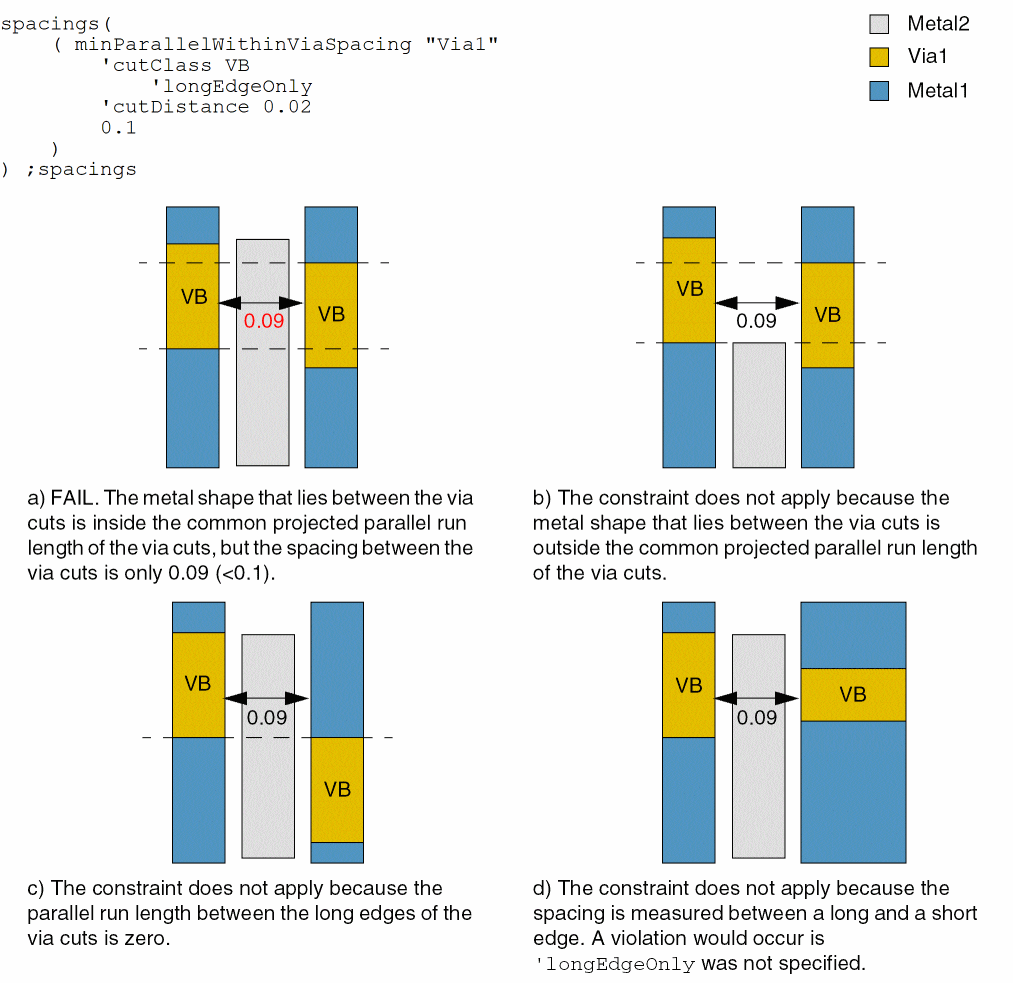 spacings(
( minParallelWithinViaSpacing "Via1"
'cutClass VB
'longEdgeOnly
'cutDistance 0.02
0.1
)
) ;spacings
Metal2
Via1
Metal1
VB
0.09
VB
VB
0.09
VB
a) FAIL. The metal shape that lies between the via
cuts is inside the common projected parallel run
length of the via cuts, but the spacing between the
via cuts is only 0.09 (<0.1).
b) The constraint does not apply because the
metal shape that lies between the via cuts is
outside the common projected parallel run length
of the via cuts.
VB
0.09
VB
VB
0.09
VB
c) The constraint does not apply because the
parallel run length between the long edges of the
via cuts is zero.
d) The constraint does not apply because the
spacing is measured between a long and a short
edge. A violation would occur is
'longEdgeOnly was not specified.